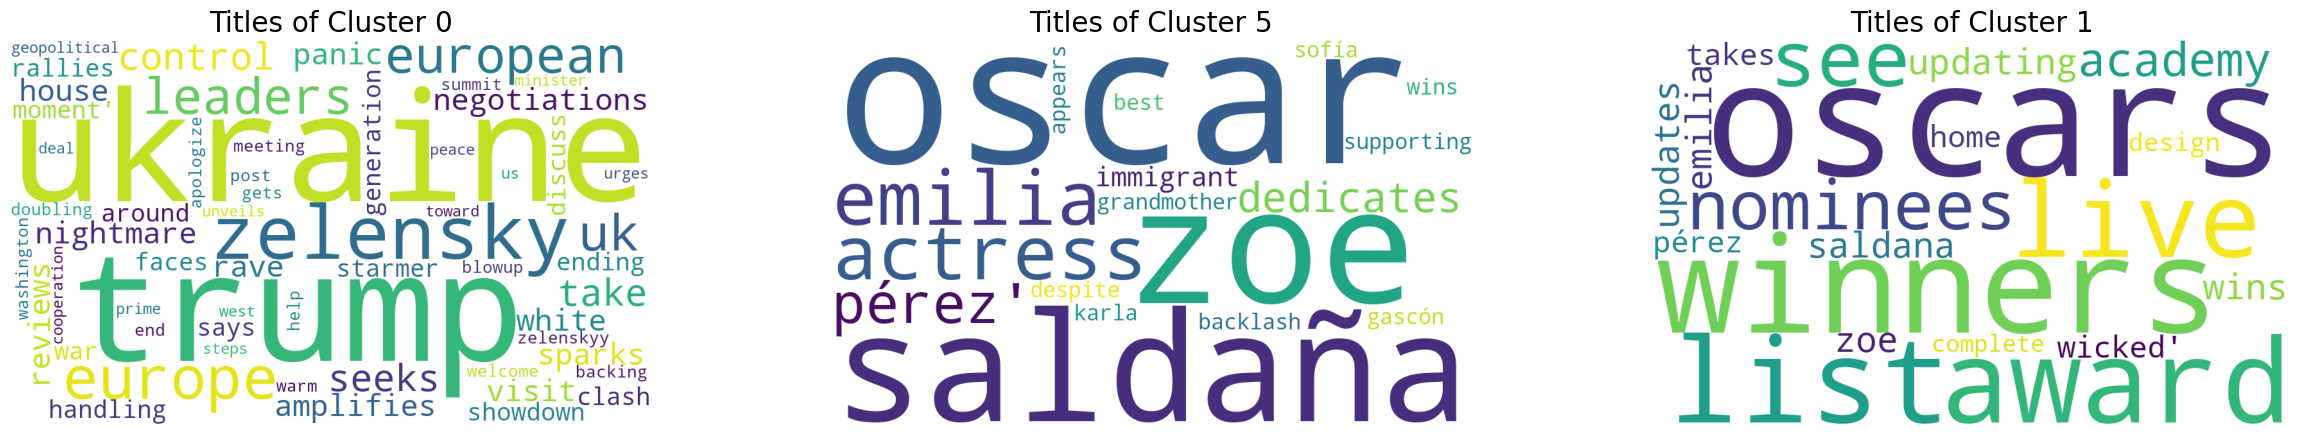 Titles of Cluster 0
geopolitical control panic european
rallies summit minister
house leaders generation negotiations
moment'
ukraine
deal apologize meeting peace discuss
post us urges
gets
doubling around unveils toward
nightmare zelensky uk
washington cooperation faces rave starmer blowup ending
reviews trump take
prime west help
end says white
steps zelenskyy
war sparks
europe warm seeks welcome backing
visit clash
handling amplifies showdown
Titles of Cluster 5
oscar sofía
appears best wins
supporting
emilia immigrant
grandmother dedicates
actress zoe
pérez' despite
karla backlash gascón
saldaña
Titles of Cluster 1
takes see updating academy
updates emilia oscars
home design
nominees live
pérez saldana
winners wins
zoe complete wicked'
list award